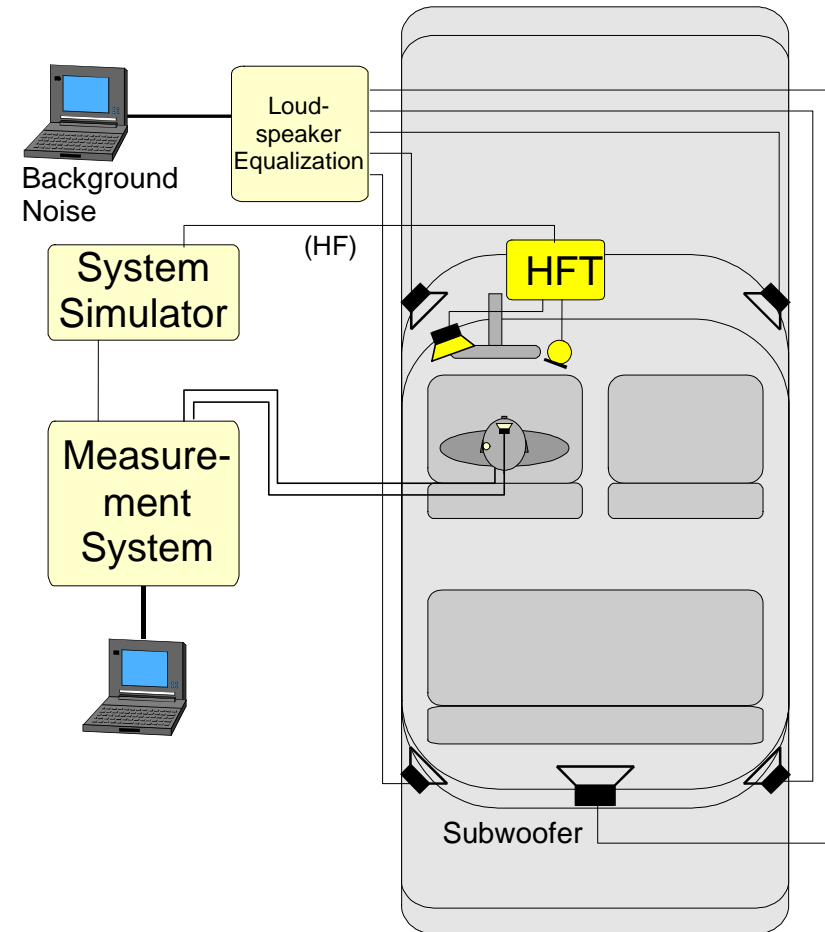 Loud-
speaker
Equalization
Background
Noise
(HF)
HFT
System
Simulator
Measure-
ment
System
Subwoofer